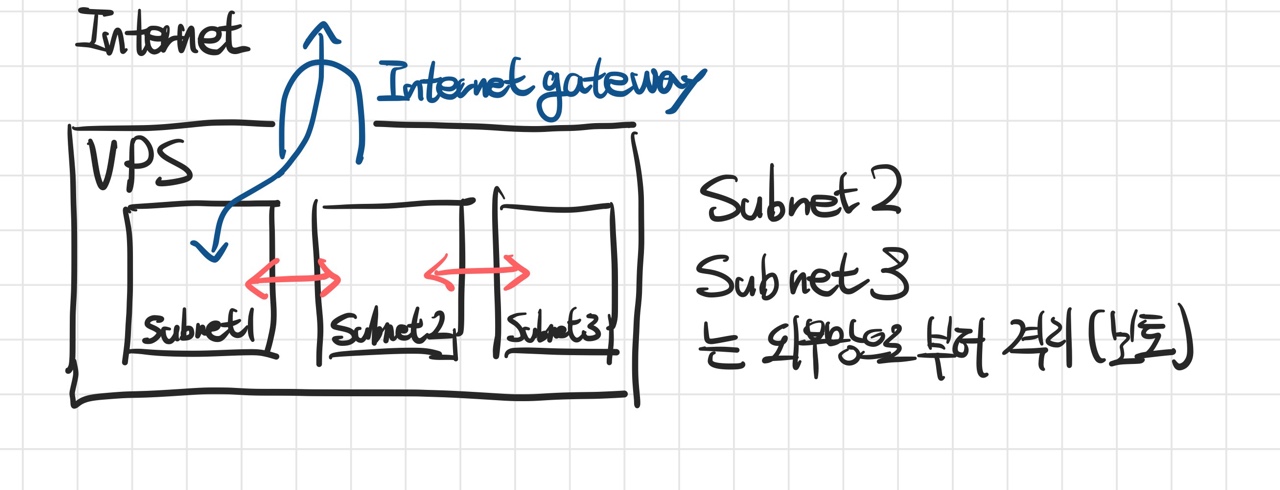 Internet
Internet gateway
VPS
Subnet1
Subnet2
Subnet3
Subnet 2
Subnet 3
는 외부망으로 부터 격리 (보호)